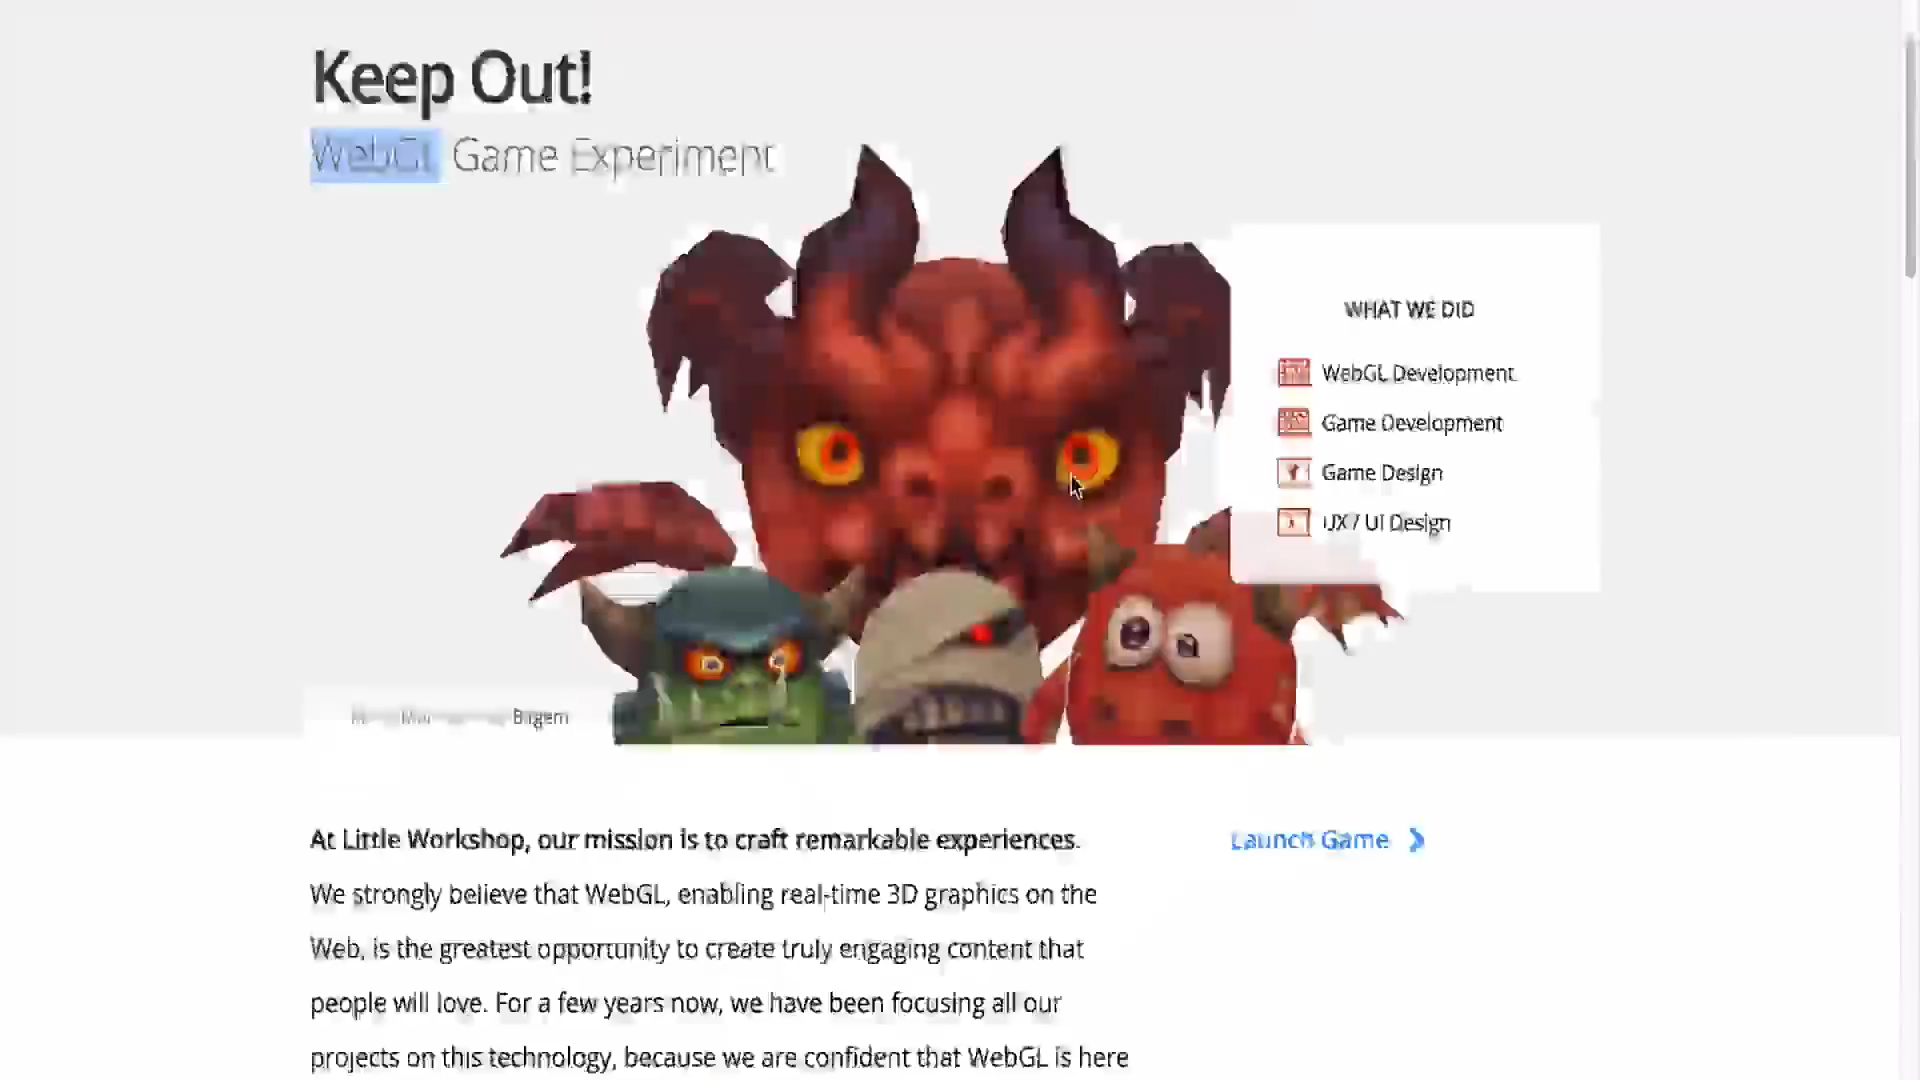 Keep Out!
WebGL Game Experiment
WHAT WE DID
WebGL Development
Game Development
Game Design
UX / UI Design
Bitgem
At Little Workshop, our mission is to craft remarkable experiences.
Launch Game
We strongly believe that WebGL, enabling real-time 3D graphics on the
Web, is the greatest opportunity to create truly engaging content that
people will love. For a few years now, we have been focusing all our
projects on this technology, because we are confident that WebGL is here